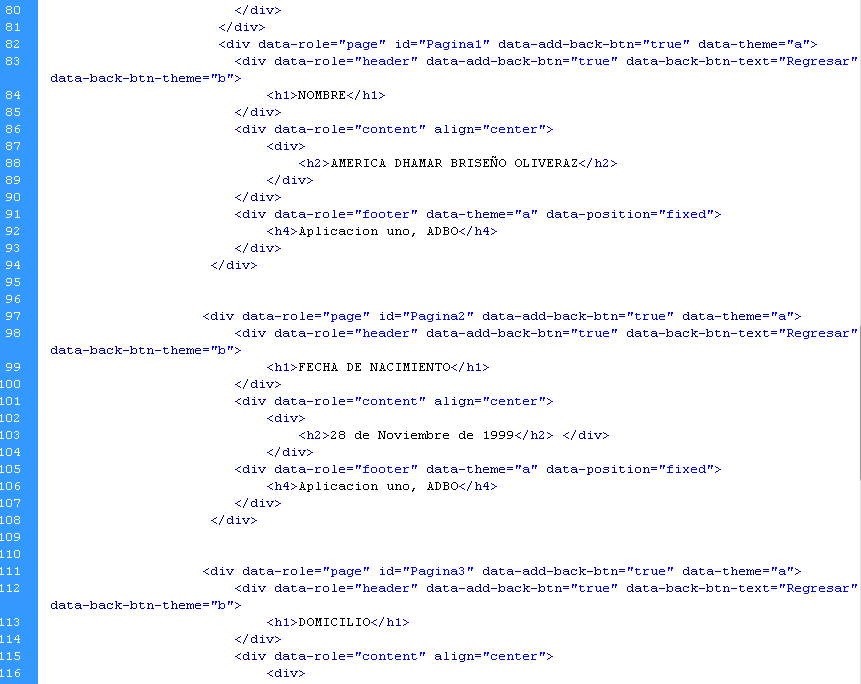 80 </div>
81 </div>
82 <div data-role="page" id="Pagina1" data-add-back-btn="true" data-theme="a">
83 <div data-role="header" data-add-back-btn="true" data-back-btn-text="Regresar"
data-back-btn-theme="b">
84 <h1>NOMBRE</h1>
85 </div>
86 <div data-role="content" align="center">
87 <div>
88 <h2>AMERICA DHAMAR BRISEÑO OLIVERAZ</h2>
89 </div>
90 </div>
91 <div data-role="footer" data-theme="a" data-position="fixed">
92 <h4>Aplicacion uno, ADBO</h4>
93 </div>
94 </div>
95
96
97 <div data-role="page" id="Pagina2" data-add-back-btn="true" data-theme="a">
98 <div data-role="header" data-add-back-btn="true" data-back-btn-text="Regresar"
data-back-btn-theme="b">
99 <h1>FECHA DE NACIMIENTO</h1>
100 </div>
101 <div data-role="content" align="center">
102 <div>
103 <h2>28 de Noviembre de 1999</h2> </div>
104 </div>
105 <div data-role="footer" data-theme="a" data-position="fixed">
106 <h4>Aplicacion uno, ADBO</h4>
107 </div>
108 </div>
109
110
111 <div data-role="page" id="Pagina3" data-add-back-btn="true" data-theme="a">
112 <div data-role="header" data-add-back-btn="true" data-back-btn-text="Regresar"
data-back-btn-theme="b">
113 <h1>DOMICILIO</h1>
114 </div>
115 <div data-role="content" align="center">
116 <div>